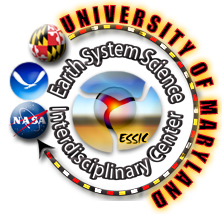 UNIVERSITY OF MARYLAND
Earth System Science
Interdisciplinary Center
ESSIC
NASA